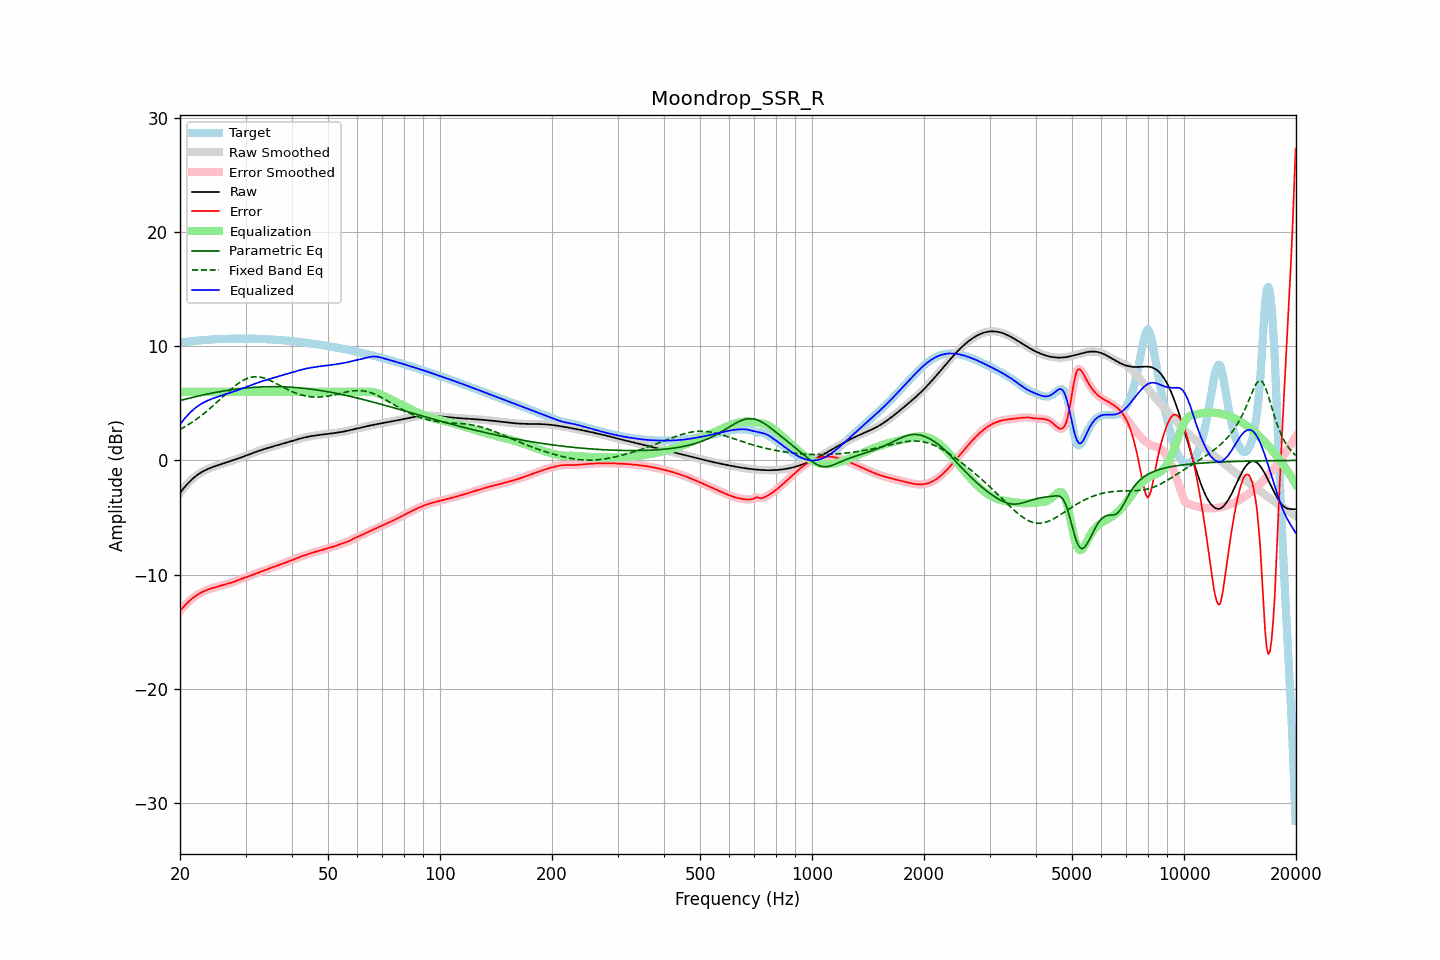 Moondrop_SSR_R
Amplitude (dBr)
30
20
10
0
−10
−20
−30
Target
Raw Smoothed
Error Smoothed
Raw
Error
Equalization
Parametric Eq
Fixed Band Eq
Equalized
20 50 100 200 500 1000 2000 5000 10000 20000
Frequency (Hz)